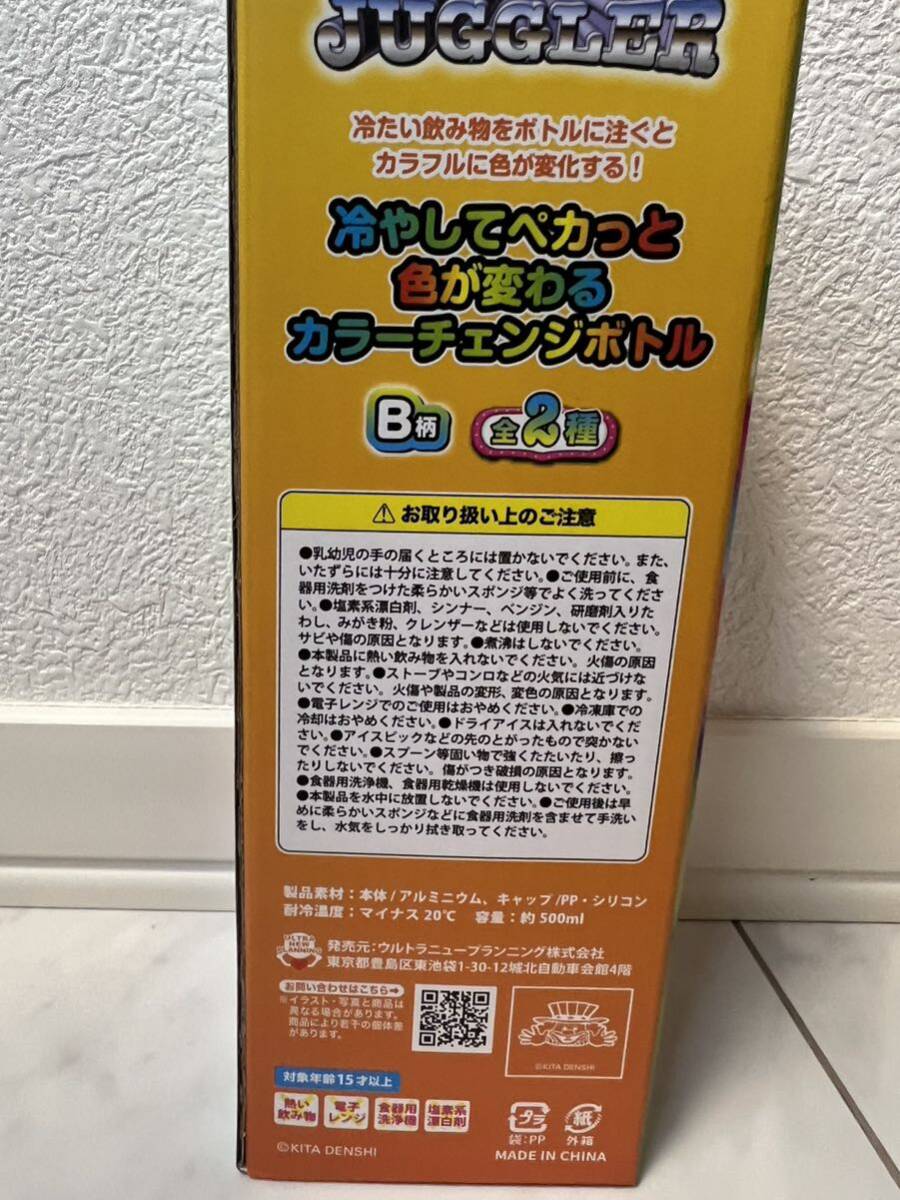 JUGGLER
冷たい飲み物をボトルに注ぐと
カラフルに色が変化する！
冷やしてペカっと
色が変わる
カラーチェンジボトル
B柄 全2種
⚠お取り扱い上のご注意
●乳幼児の手の届くところには置かないでください。また、
いたずらには十分に注意してください。●ご使用前に、食
器用洗剤をつけた柔らかいスポンジ等でよく洗ってくださ
い。●塩素系漂白剤、シンナー、ベンジン、研磨剤入りた
わし、みがき粉、クレンザーなどは使用しないでください。
サビや傷の原因となります。●煮沸はしないでください。
●本製品に熱い飲み物を入れないでください。火傷の原因
となります。●ストーブやコンロなどの火気には近づけな
いでください。火傷や製品の変形、変色の原因となります。
●電子レンジでのご使用はおやめください。●冷凍庫での
冷却はおやめください。●ドライアイスは入れないでくだ
さい。●アイスピックなどの先のとがったもので突かない
でください。●スプーン等固い物で強くたたいたり、擦っ
たりしないでください。傷がつき破損の原因となります。
●食器用洗浄機、食器用乾燥機は使用しないでください。
●本製品を水中に放置しないでください。●ご使用後は早
めに柔らかいスポンジなどに食器用洗剤を含ませて手洗い
をし、水気をしっかり拭き取ってください。
製品素材：本体/アルミニウム、キャップ/PP・シリコン
耐冷温度：マイナス20℃ 容量：約500ml
ULTRA
NEW
PLANNING
発売元：ウルトラニュープランニング株式会社
東京都豊島区東池袋1-30-12城北自動車会館4階
お問い合わせはこちら➡
※イラスト・写真と商品は
異なる場合があります。
商品により若干の個体差
があります。
©KITA DENSHI
対象年齢15才以上
熱い
飲み物
電子
レンジ
食器用
洗浄機
塩素系
漂白剤
プラ
袋：PP
紙
外箱
©KITA DENSHI
MADE IN CHINA